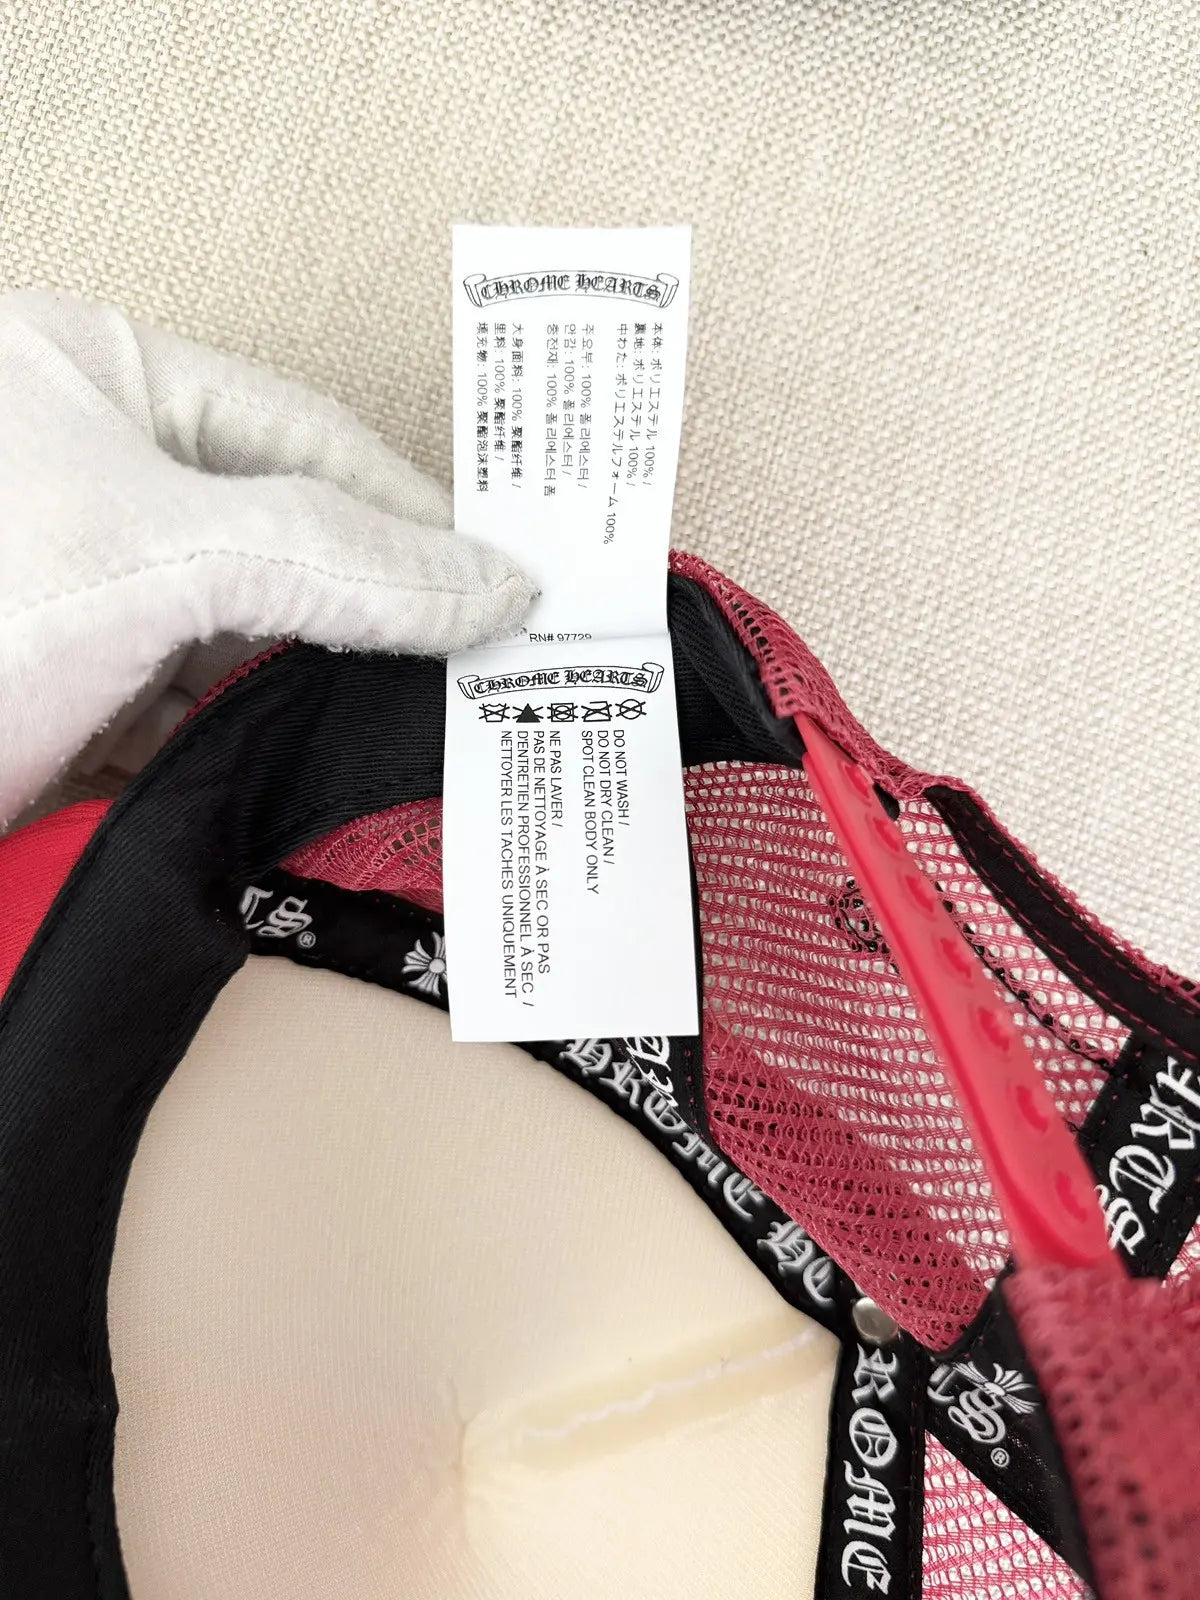 CHROME HEARTS
本体: ポリエステル 100% /
裏地: ポリエステル 100% /
中わた: ポリエステルフォーム 100%
주요부: 100% 폴리에스터 /
안감: 100% 폴리에스터 /
충전재: 100% 폴리에스터 폼
大身面料: 100% 聚酯纤维 /
里料: 100% 聚酯纤维 /
填充物: 100% 聚酯泡沫塑料
RN# 97729
CHROME HEARTS
DO NOT WASH /
DO NOT DRY CLEAN /
SPOT CLEAN BODY ONLY
NE PAS LAVER /
PAS DE NETTOYAGE À SEC OR PAS
D'ENTRETIEN PROFESSIONNEL À SEC /
NETTOYER LES TACHES UNIQUEMENT
TS®
HROME HE
ROME
TS®